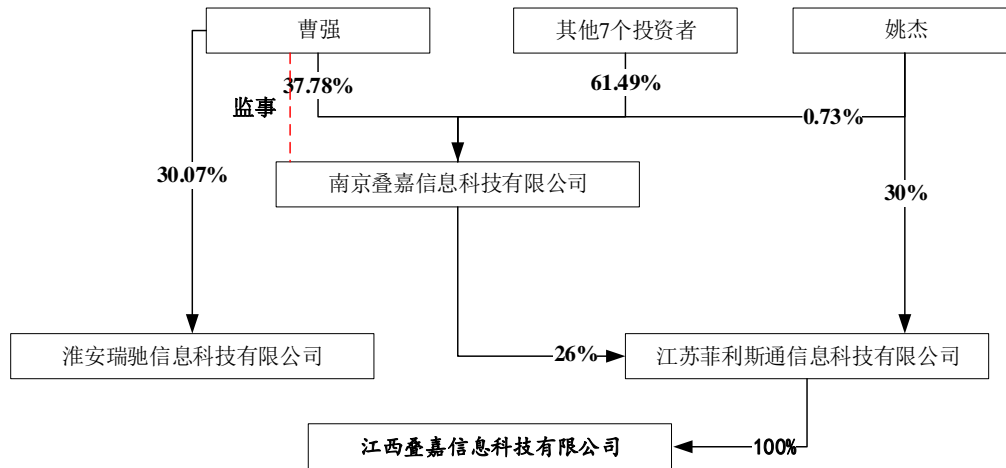 曹强
其他7个投资者
姚杰
37.78%
61.49%
监事
0.73%
30.07%
南京叠嘉信息科技有限公司
30%
淮安瑞驰信息科技有限公司
26%
江苏菲利斯通信息科技有限公司
江西叠嘉信息科技有限公司
100%